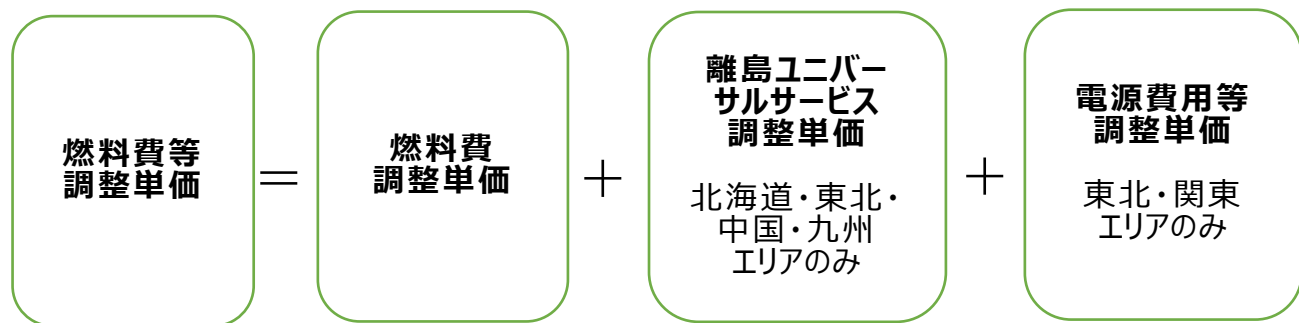 燃料費等
調整単価
＝
燃料費
調整単価
＋
離島ユニバー
サルサービス
調整単価
北海道・東北・
中国・九州
エリアのみ
＋
電源費用等
調整単価
東北・関東
エリアのみ